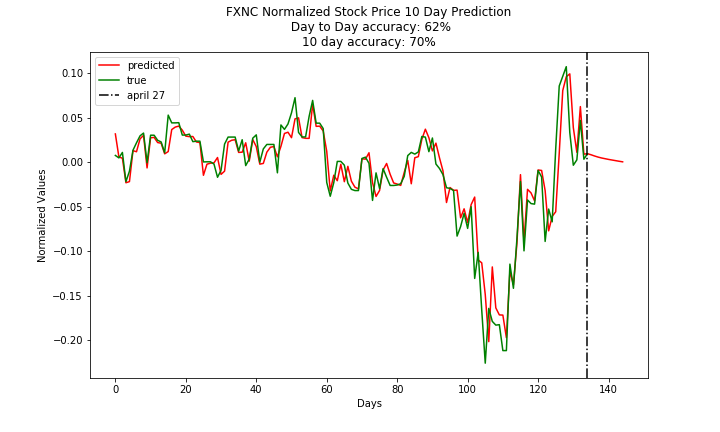 FXNC Normalized Stock Price 10 Day Prediction
Day to Day accuracy: 62%
10 day accuracy: 70%
predicted
true
april 27
Normalized Values
0.10
0.05
0.00
−0.05
−0.10
−0.15
−0.20
0 20 40 60 80 100 120 140
Days